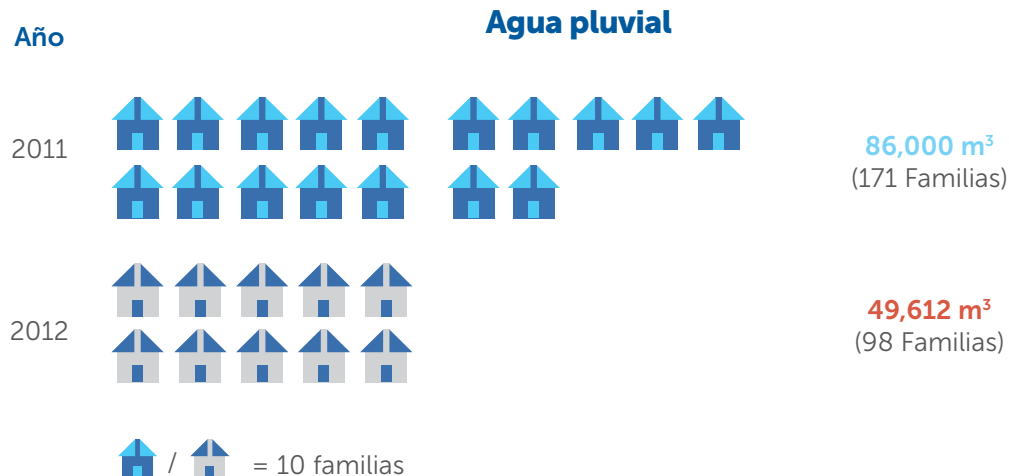 Agua pluvial
Año
2011
86,000 m³
(171 Familias)
2012
49,612 m³
(98 Familias)
/ = 10 familias